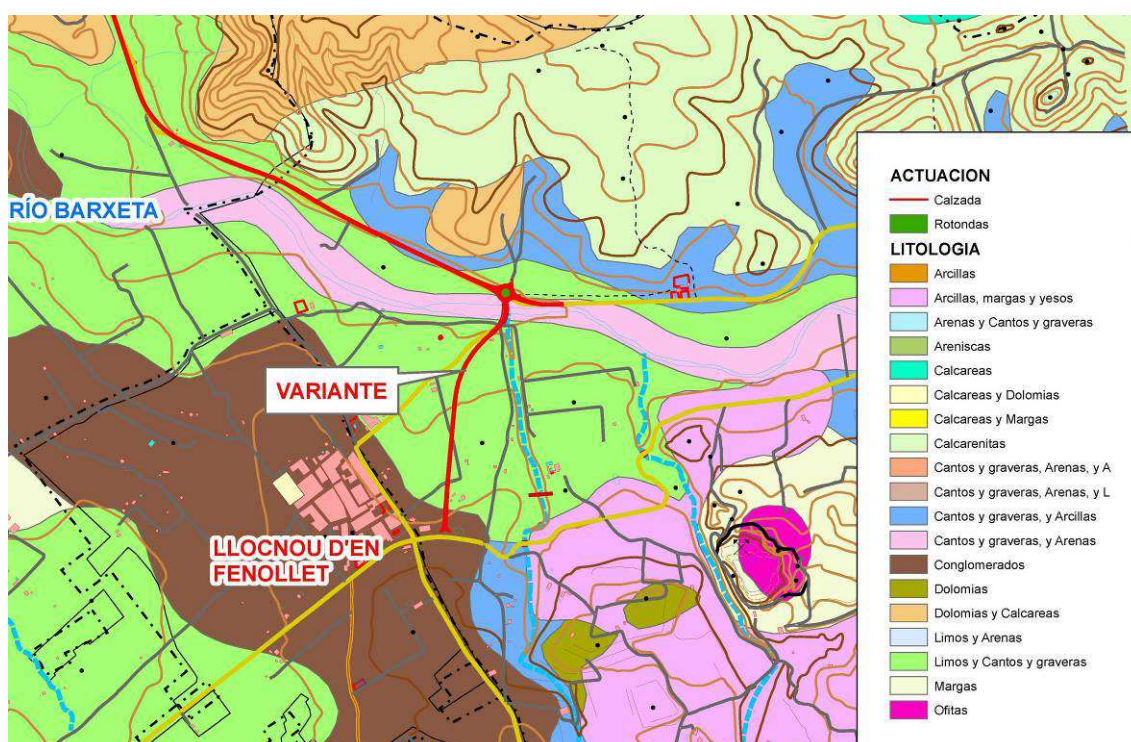 RÍO BARXETA
VARIANTE
LLOCNOU D'EN
FENOLLET
ACTUACION
Calzada
Rotondas
LITOLOGIA
Arcillas
Arcillas, margas y yesos
Arenas y Cantos y graveras
Areniscas
Calcareas
Calcareas y Dolomias
Calcareas y Margas
Calcarenitas
Cantos y graveras, Arenas, y A
Cantos y graveras, Arenas, y L
Cantos y graveras, y Arcillas
Cantos y graveras, y Arenas
Conglomerados
Dolomias
Dolomias y Calcareas
Limos y Arenas
Limos y Cantos y graveras
Margas
Ofitas